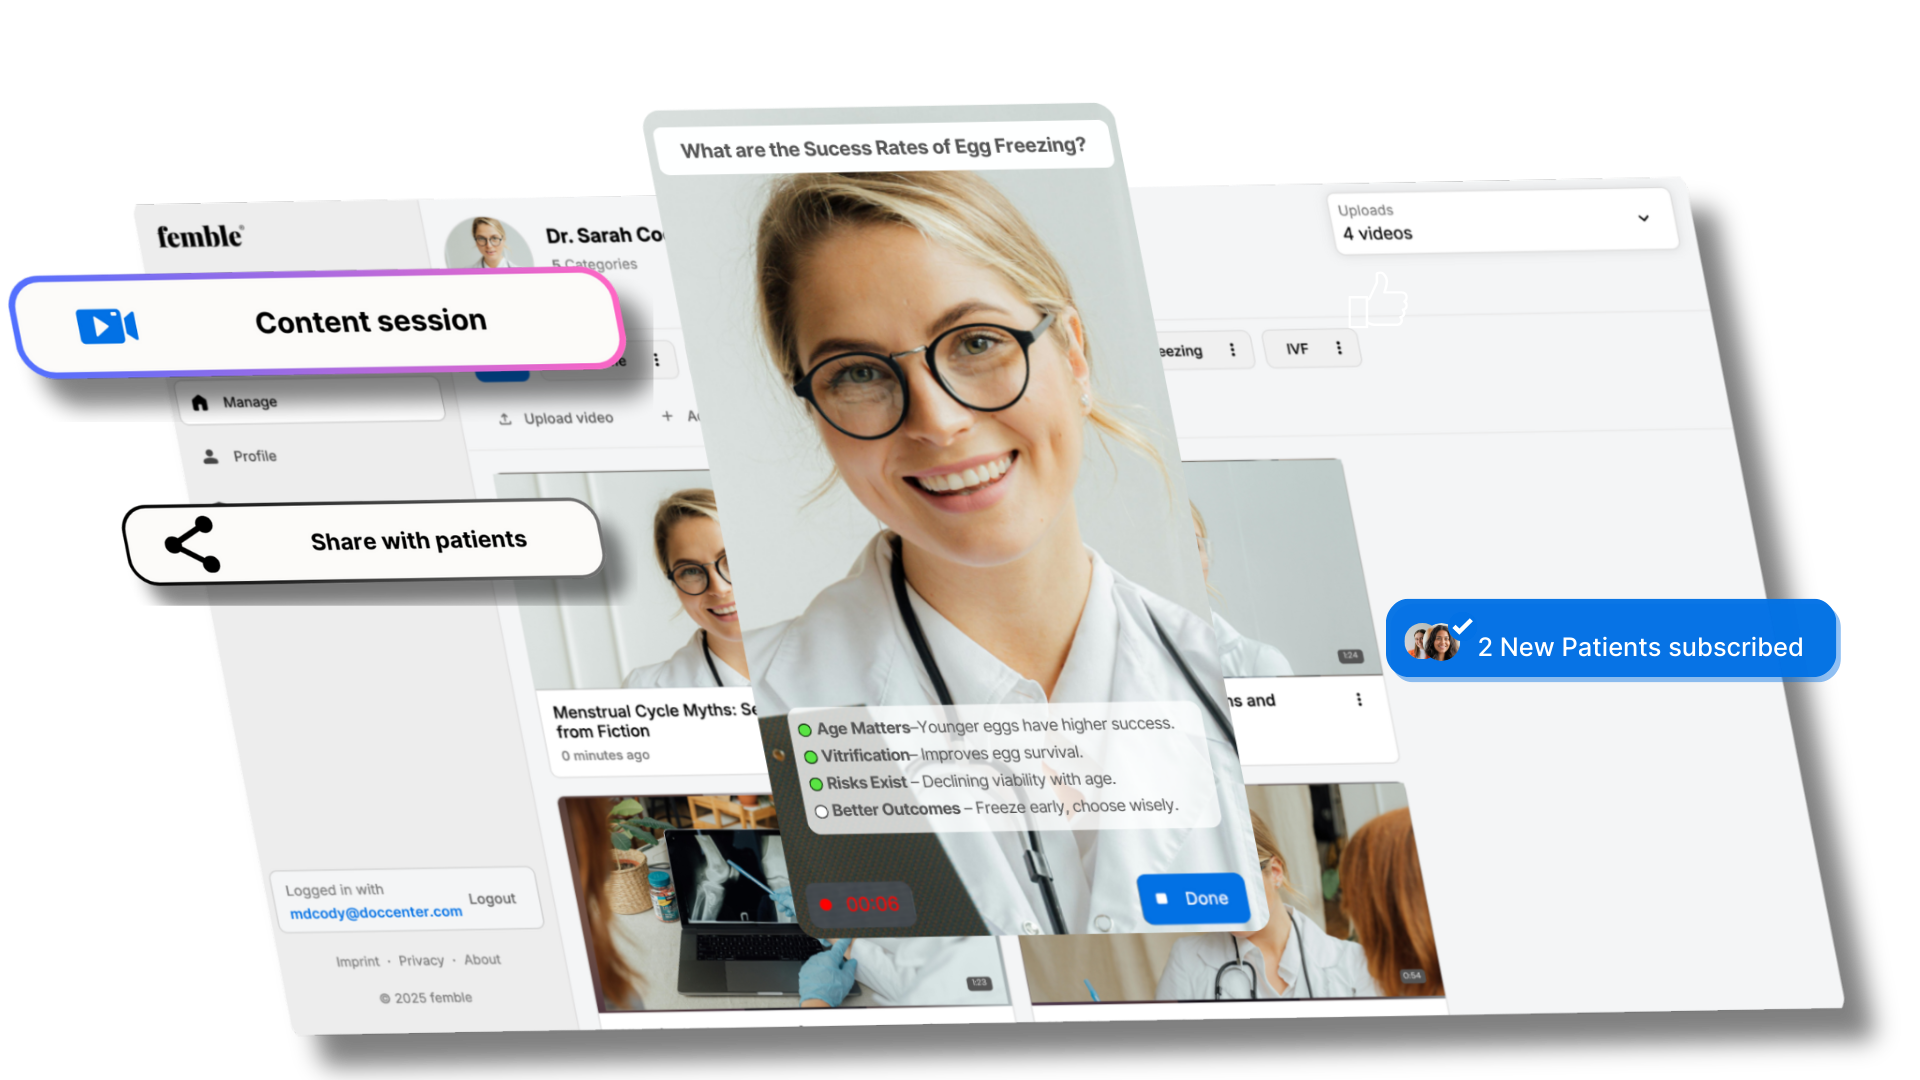 What are the Sucess Rates of Egg Freezing?
femble®
Dr. Sarah
5 Categories
Uploads
4 videos
Content session
IVF
Manage
Upload video
Profile
Share with patients
1:24
2 New Patients subscribed
Menstrual Cycle Myths:
from Fiction
0 minutes ago
and
Age Matters–Younger eggs have higher success.
Vitrification– Improves egg survival.
Risks Exist – Declining viability with age.
Better Outcomes – Freeze early, choose wisely.
Logged in with
mdcody@doccenter.com
Logout
00:06
Done
Imprint · Privacy · About
© 2025 femble
1:23
0:54